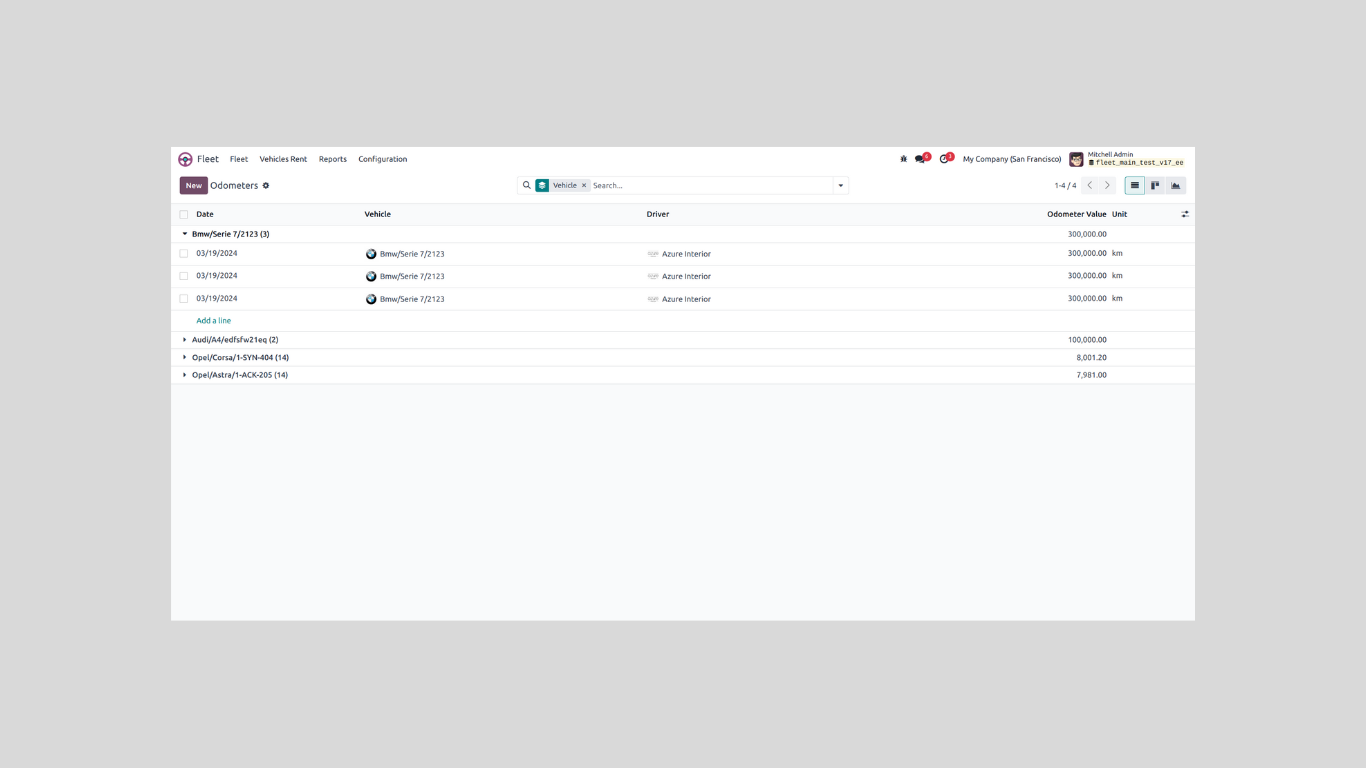 Fleet Fleet Vehicles Rent Reports Configuration My Company (San Francisco) Mitchell Admin
fleet_main_test_v17_ee
New Odometers Vehicle × Search... 1-4 / 4
Date Vehicle Driver Odometer Value Unit
Bmw/Serie 7/2123 (3) 300,000.00
03/19/2024 Bmw/Serie 7/2123 Azure Interior 300,000.00 km
03/19/2024 Bmw/Serie 7/2123 Azure Interior 300,000.00 km
03/19/2024 Bmw/Serie 7/2123 Azure Interior 300,000.00 km
Add a line
Audi/A4/edfsfw21eq (2) 100,000.00
Opel/Corsa/1-SYN-404 (14) 8,001.20
Opel/Astra/1-ACK-205 (14) 7,981.00